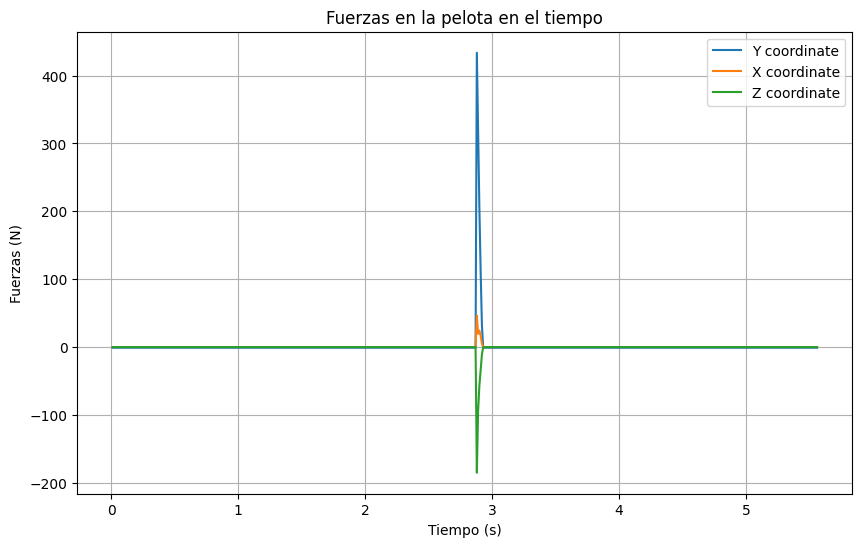 Fuerzas en la pelota en el tiempo
Y coordinate
X coordinate
Z coordinate
400
300
200
100
0
−100
−200
Fuerzas (N)
0 1 2 3 4 5
Tiempo (s)